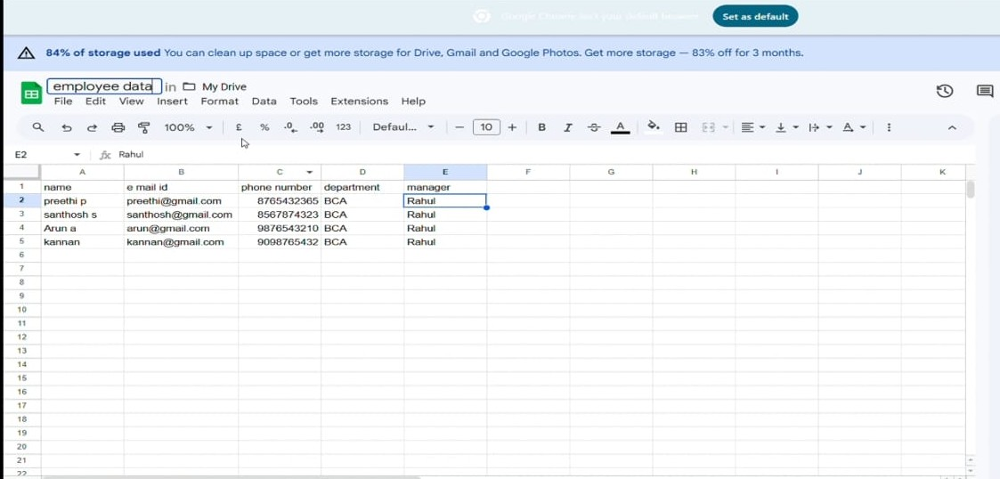 Google Chrome isn't your default browser Set as default
84% of storage used You can clean up space or get more storage for Drive, Gmail and Google Photos. Get more storage — 83% off for 3 months.
employee data in My Drive
File Edit View Insert Format Data Tools Extensions Help
100% £ % .0 .00 123 Defaul... − 10 + B I A A
E2 fx Rahul
A B C D E F G H I J K
1 name e mail id phone number department manager
2 preethi p preethi@gmail.com 8765432365 BCA Rahul
3 santhosh s santhosh@gmail.com 8567874323 BCA Rahul
4 Arun a arun@gmail.com 9876543210 BCA Rahul
5 kannan kannan@gmail.com 9098765432 BCA Rahul
6
7
8
9
10
11
12
13
14
15
16
17
18
19
20
21
22